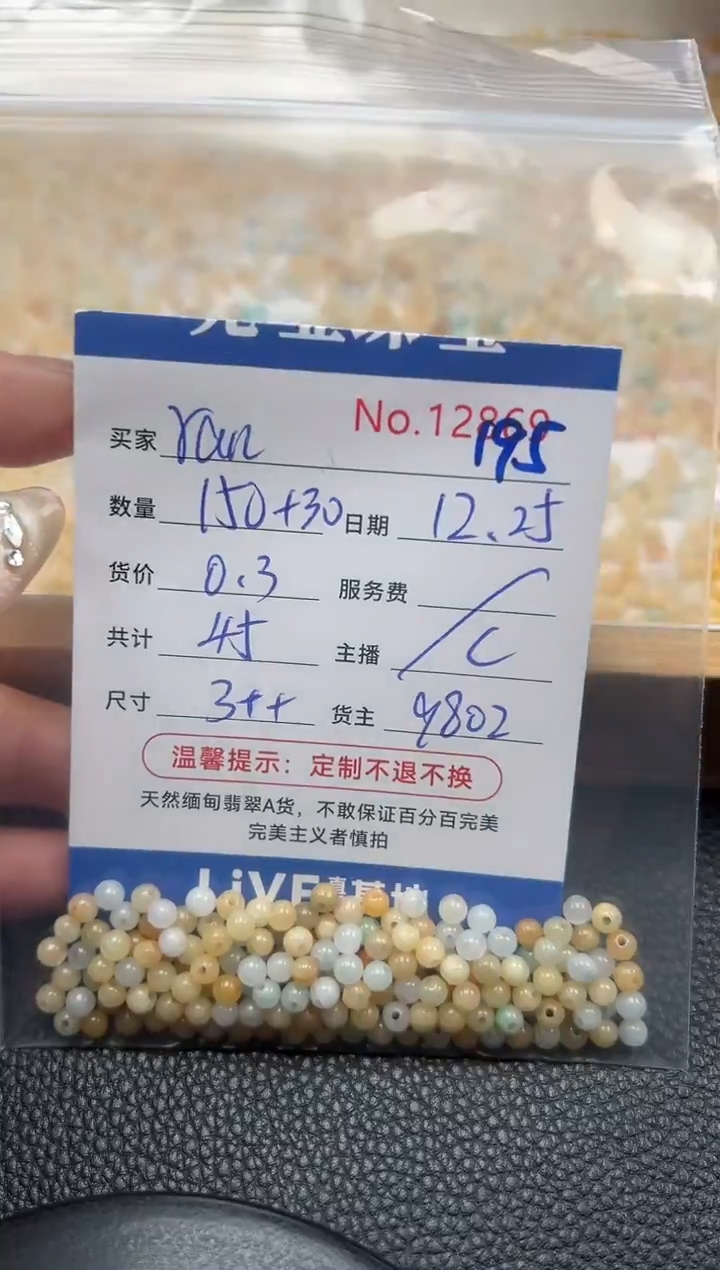 No.12869
195
买家 ran
数量 150+30 日期 12.25
货价 0.3 服务费 /
共计 45 主播 C
尺寸 3++ 货主 9802
温馨提示：定制不退不换
天然缅甸翡翠A货，不敢保证百分百完美
完美主义者慎拍
LiVE